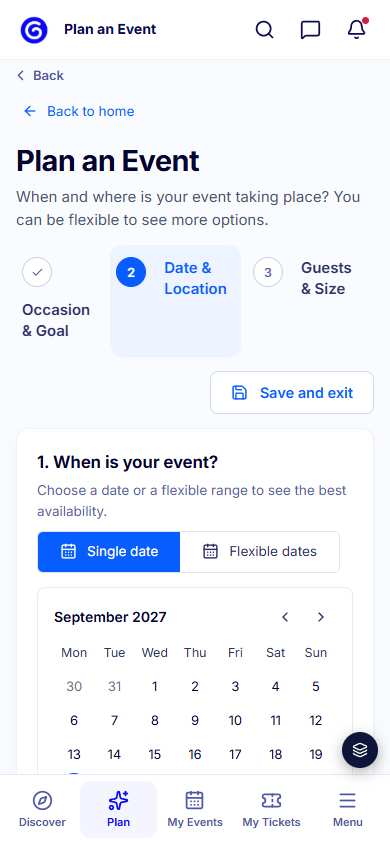 Plan an Event
Back
Back to home
Plan an Event
When and where is your event taking place? You
can be flexible to see more options.
Occasion
& Goal
2
Date &
Location
3
Guests
& Size
Save and exit
1. When is your event?
Choose a date or a flexible range to see the best
availability.
Single date
Flexible dates
September 2027
Mon Tue Wed Thu Fri Sat Sun
30 31 1 2 3 4 5
6 7 8 9 10 11 12
13 14 15 16 17 18 19
Discover
Plan
My Events
My Tickets
Menu